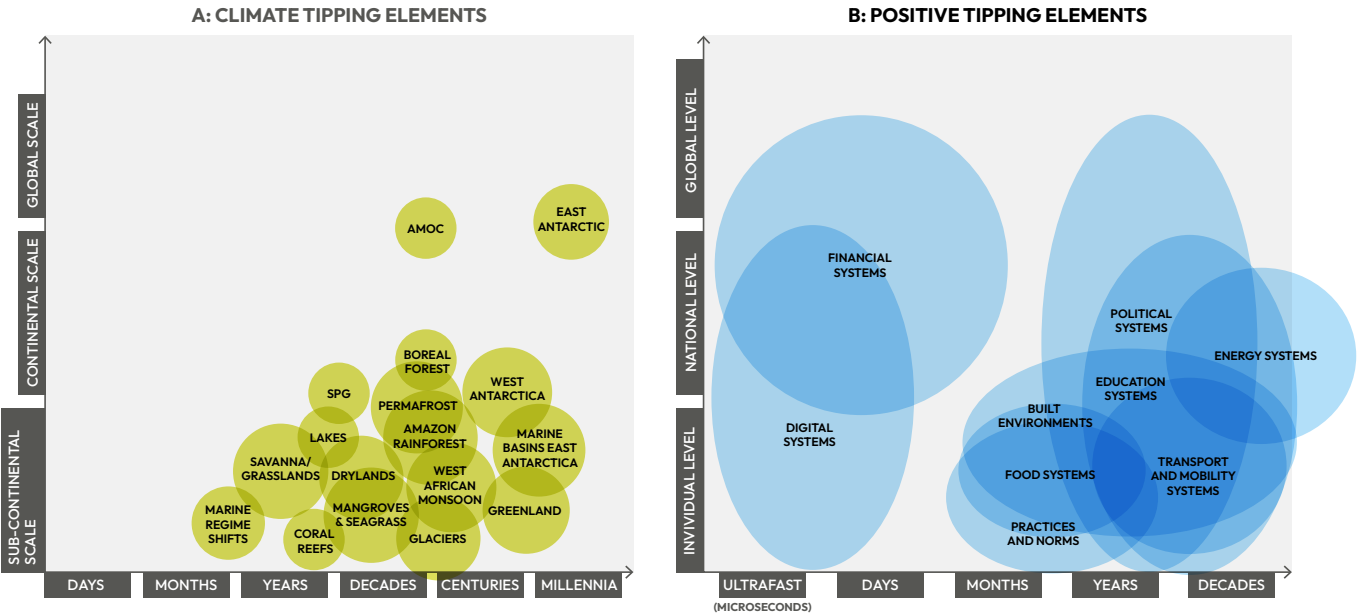 A: CLIMATE TIPPING ELEMENTS
GLOBAL SCALE
CONTINENTAL SCALE
SUB-CONTINENTAL
SCALE
AMOC
EAST
ANTARCTIC
BOREAL
FOREST
SPG
WEST
ANTARCTICA
PERMAFROST
LAKES
AMAZON
RAINFOREST
MARINE
BASINS EAST
ANTARCTICA
SAVANNA/
GRASSLANDS
DRYLANDS
WEST
AFRICAN
MONSOON
MARINE
REGIME
SHIFTS
MANGROVES
& SEAGRASS
GREENLAND
CORAL
REEFS
GLACIERS
DAYS
MONTHS
YEARS
DECADES
CENTURIES
MILLENNIA
B: POSITIVE TIPPING ELEMENTS
GLOBAL LEVEL
NATIONAL LEVEL
INIVIDUAL LEVEL
FINANCIAL
SYSTEMS
POLITICAL
SYSTEMS
ENERGY SYSTEMS
EDUCATION
SYSTEMS
BUILT
ENVIRONMENTS
DIGITAL
SYSTEMS
FOOD SYSTEMS
TRANSPORT
AND MOBILITY
SYSTEMS
PRACTICES
AND NORMS
ULTRAFAST
(MICROSECONDS)
DAYS
MONTHS
YEARS
DECADES